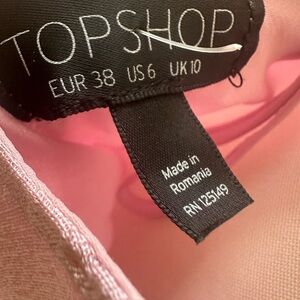 TOPSHOP
EUR 38 US 6 UK 10
Made in
Romania
RN 125149